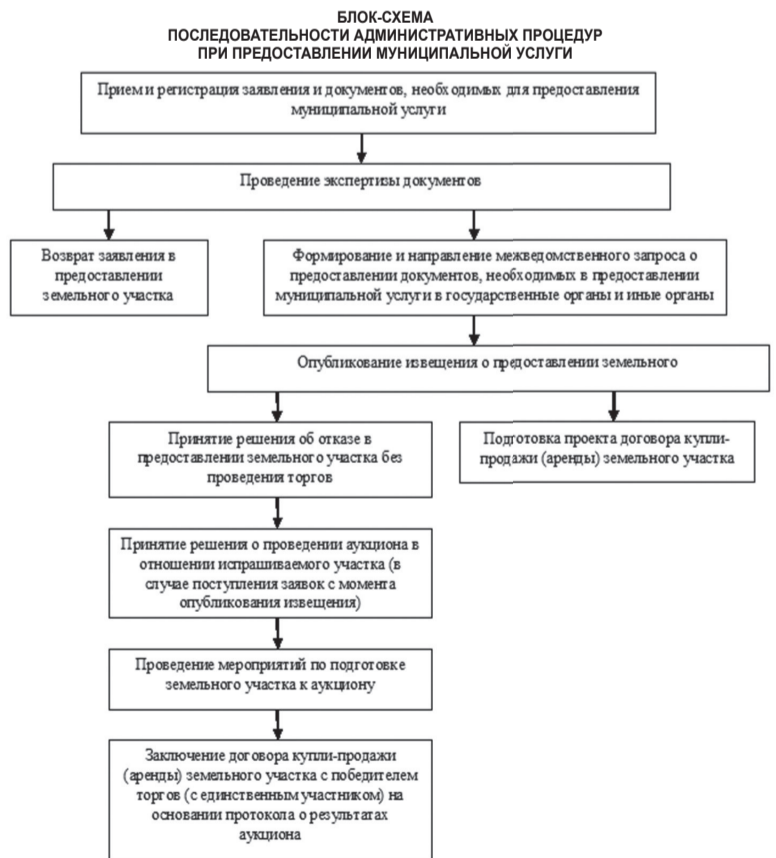 БЛОК-СХЕМА
ПОСЛЕДОВАТЕЛЬНОСТИ АДМИНИСТРАТИВНЫХ ПРОЦЕДУР
ПРИ ПРЕДОСТАВЛЕНИИ МУНИЦИПАЛЬНОЙ УСЛУГИ
Прием и регистрация заявления и документов, необходимых для предоставления
муниципальной услуги
Проведение экспертизы документов
Возврат заявления в
предоставлении
земельного участка
Формирование и направление межведомственного запроса о
предоставлении документов, необходимых в предоставлении
муниципальной услуги в государственные органы и иные органы
Опубликование извещения о предоставлении земельного
Принятие решения об отказе в
предоставлении земельного участка без
проведения торгов
Подготовка проекта договора купли-
продажи (аренды) земельного участка
Принятие решения о проведении аукциона в
отношении испрашиваемого участка (в
случае поступления заявок с момента
опубликования извещения)
Проведение мероприятий по подготовке
земельного участка к аукциону
Заключение договора купли-продажи
(аренды) земельного участка с победителем
торгов (с единственным участником) на
основании протокола о результатах
аукциона